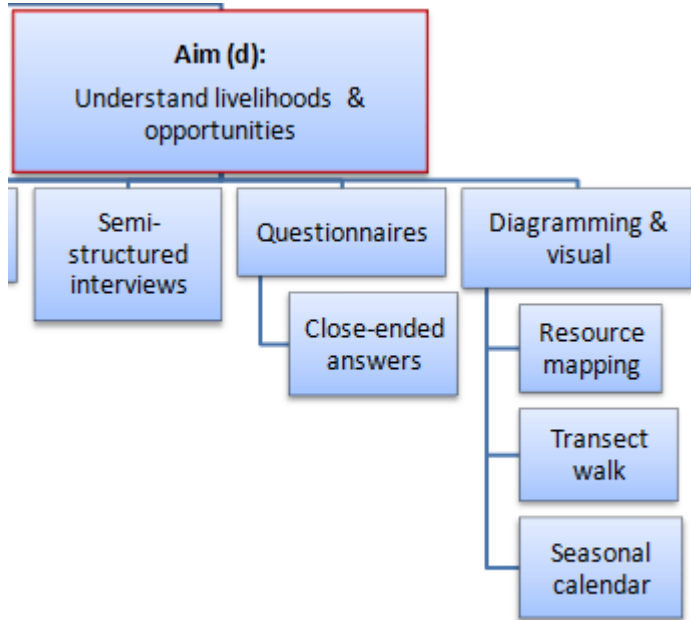 Aim (d):
Understand livelihoods &
opportunities
Semi-
structured
interviews
Questionnaires
Close-ended
answers
Diagramming &
visual
Resource
mapping
Transect
walk
Seasonal
calendar